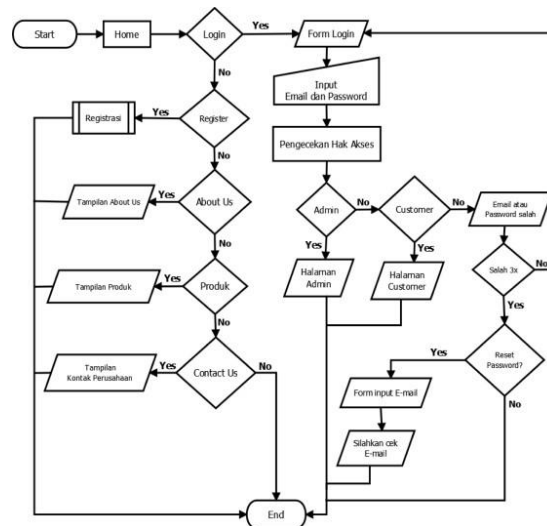 Start
Home
Login
Yes
Form Login
No
Input
Email dan Password
Yes
Registrasi
Register
No
Pengecekan Hak Akses
Yes
Tampilan About Us
About Us
No
Admin
No
Customer
No
Email atau
Password salah
Yes
Yes
Halaman
Admin
Halaman
Customer
Salah 3x
No
Yes
Tampilan Produk
Produk
Yes
No
Yes
Tampilan
Kontak Perusahaan
Contact Us
No
Yes
Reset
Password?
No
Form input E-mail
Silahkan cek
E-mail
End